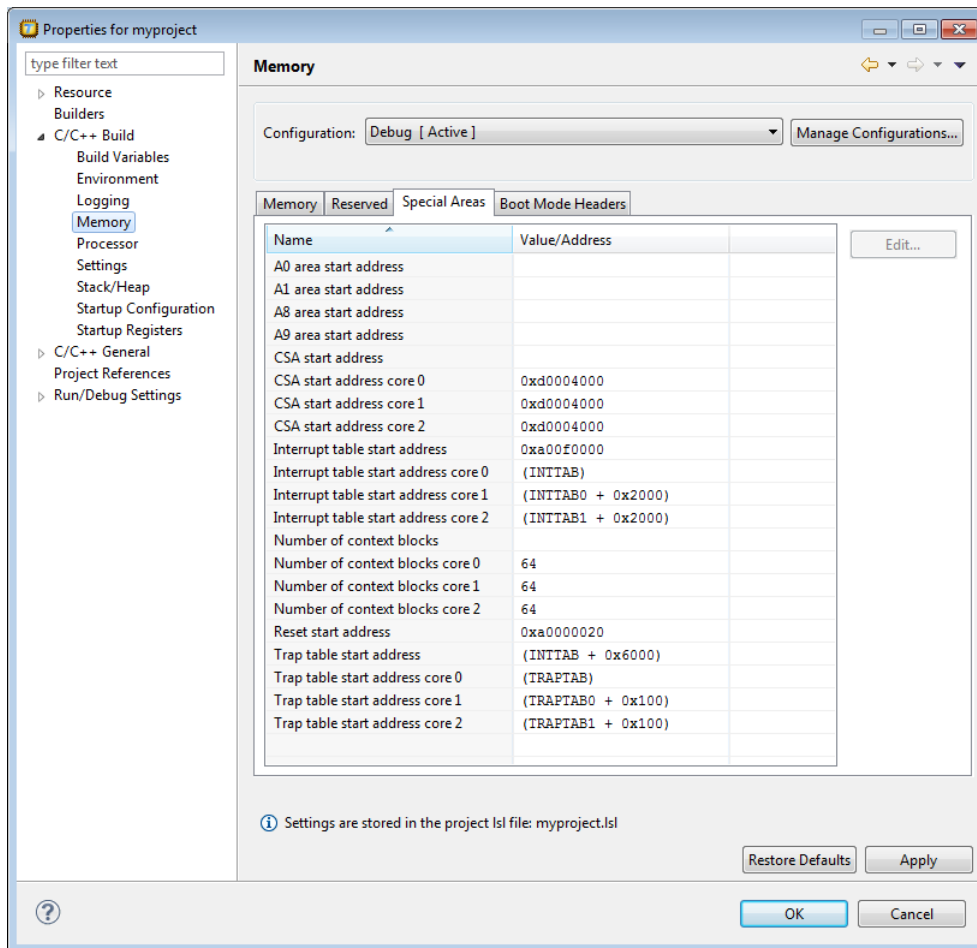 Properties for myproject
type filter text
Resource
Builders
C/C++ Build
Build Variables
Environment
Logging
Memory
Processor
Settings
Stack/Heap
Startup Configuration
Startup Registers
C/C++ General
Project References
Run/Debug Settings
Memory
Configuration: Debug [ Active ] Manage Configurations...
Memory Reserved Special Areas Boot Mode Headers
Name Value/Address
A0 area start address
A1 area start address
A8 area start address
A9 area start address
CSA start address
CSA start address core 0 0xd0004000
CSA start address core 1 0xd0004000
CSA start address core 2 0xd0004000
Interrupt table start address 0xa00f0000
Interrupt table start address core 0 (INTTAB)
Interrupt table start address core 1 (INTTAB0 + 0x2000)
Interrupt table start address core 2 (INTTAB1 + 0x2000)
Number of context blocks
Number of context blocks core 0 64
Number of context blocks core 1 64
Number of context blocks core 2 64
Reset start address 0xa0000020
Trap table start address (INTTAB + 0x6000)
Trap table start address core 0 (TRAPTAB)
Trap table start address core 1 (TRAPTAB0 + 0x100)
Trap table start address core 2 (TRAPTAB1 + 0x100)
Edit...
Settings are stored in the project lsl file: myproject.lsl
Restore Defaults Apply
OK Cancel